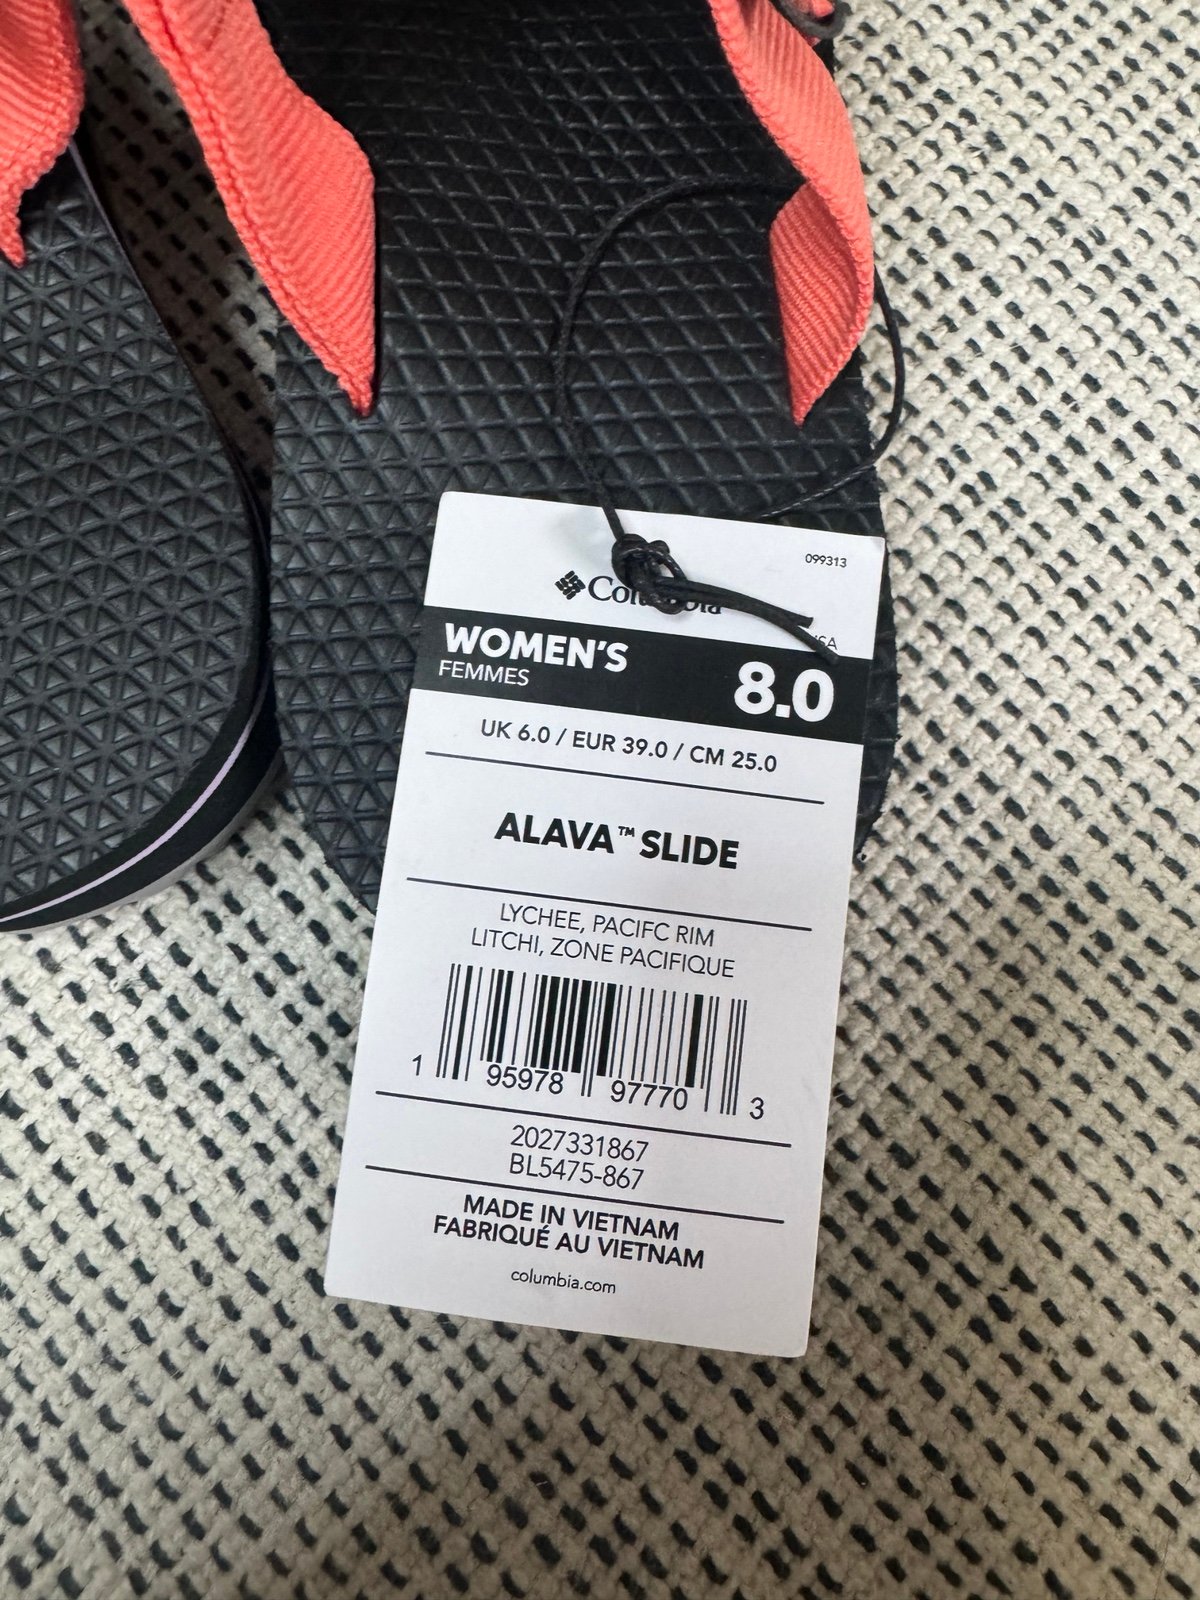 099313
Columbia
WOMEN'S
FEMMES
8.0
UK 6.0 / EUR 39.0 / CM 25.0
ALAVA™ SLIDE
LYCHEE, PACIFC RIM
LITCHI, ZONE PACIFIQUE
1 95978 97770 3
2027331867
BL5475-867
MADE IN VIETNAM
FABRIQUÉ AU VIETNAM
columbia.com